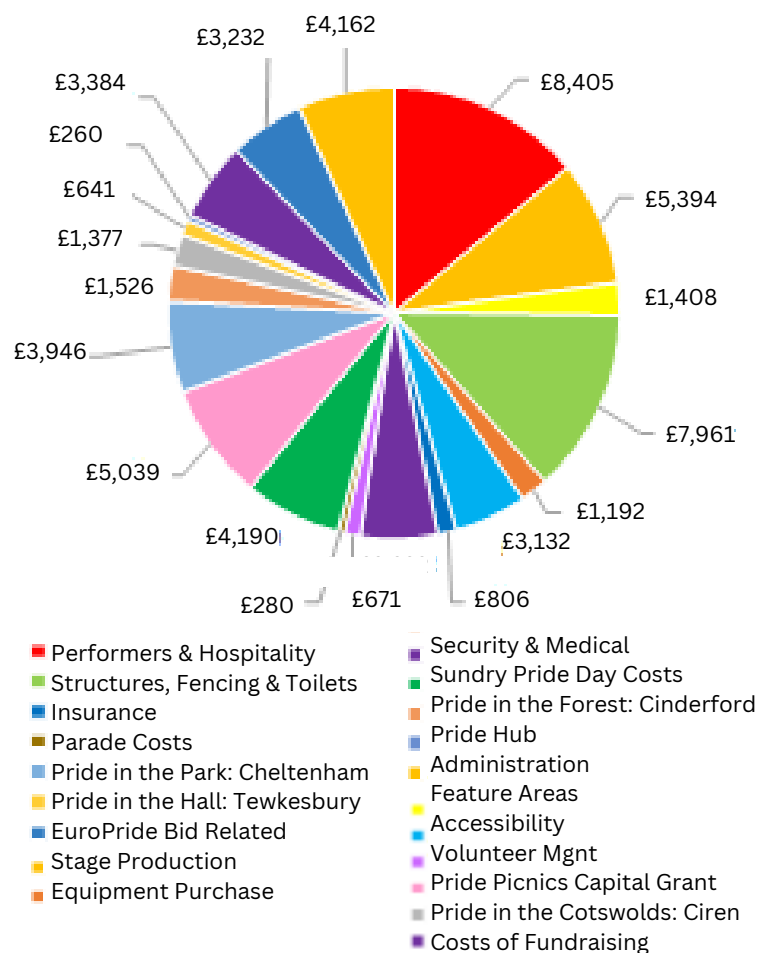 £4,162
£3,232
£8,405
£3,384
£260
£641
£5,394
£1,377
£1,526
£1,408
£3,946
£7,961
£5,039
£1,192
£4,190
£3,132
£280
£671
£806
Performers & Hospitality
Structures, Fencing & Toilets
Insurance
Parade Costs
Pride in the Park: Cheltenham
Pride in the Hall: Tewkesbury
EuroPride Bid Related
Stage Production
Equipment Purchase
Security & Medical
Sundry Pride Day Costs
Pride in the Forest: Cinderford
Pride Hub
Administration
Feature Areas
Accessibility
Volunteer Mgnt
Pride Picnics Capital Grant
Pride in the Cotswolds: Ciren
Costs of Fundraising